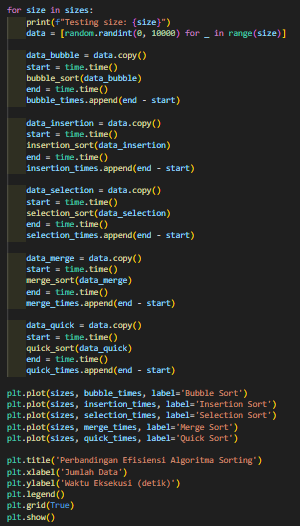 for size in sizes:
    print(f"Testing size: {size}")
    data = [random.randint(0, 10000) for _ in range(size)]

    data_bubble = data.copy()
    start = time.time()
    bubble_sort(data_bubble)
    end = time.time()
    bubble_times.append(end - start)

    data_insertion = data.copy()
    start = time.time()
    insertion_sort(data_insertion)
    end = time.time()
    insertion_times.append(end - start)

    data_selection = data.copy()
    start = time.time()
    selection_sort(data_selection)
    end = time.time()
    selection_times.append(end - start)

    data_merge = data.copy()
    start = time.time()
    merge_sort(data_merge)
    end = time.time()
    merge_times.append(end - start)

    data_quick = data.copy()
    start = time.time()
    quick_sort(data_quick)
    end = time.time()
    quick_times.append(end - start)

plt.plot(sizes, bubble_times, label='Bubble Sort')
plt.plot(sizes, insertion_times, label='Insertion Sort')
plt.plot(sizes, selection_times, label='Selection Sort')
plt.plot(sizes, merge_times, label='Merge Sort')
plt.plot(sizes, quick_times, label='Quick Sort')

plt.title('Perbandingan Efisiensi Algoritma Sorting')
plt.xlabel('Jumlah Data')
plt.ylabel('Waktu Eksekusi (detik)')
plt.legend()
plt.grid(True)
plt.show()